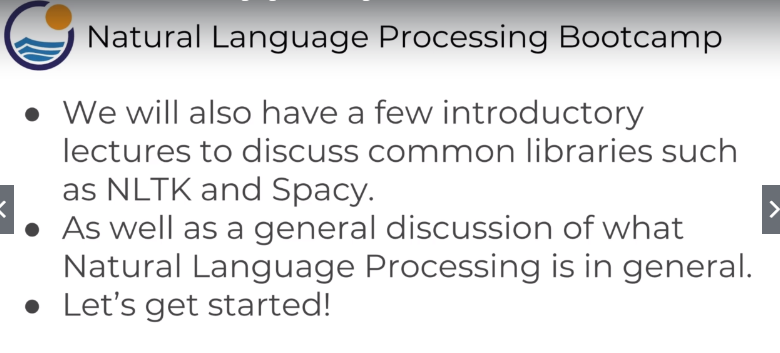 Natural Language Processing Bootcamp
● We will also have a few introductory
lectures to discuss common libraries such
as NLTK and Spacy.
● As well as a general discussion of what
Natural Language Processing is in general.
● Let’s get started!